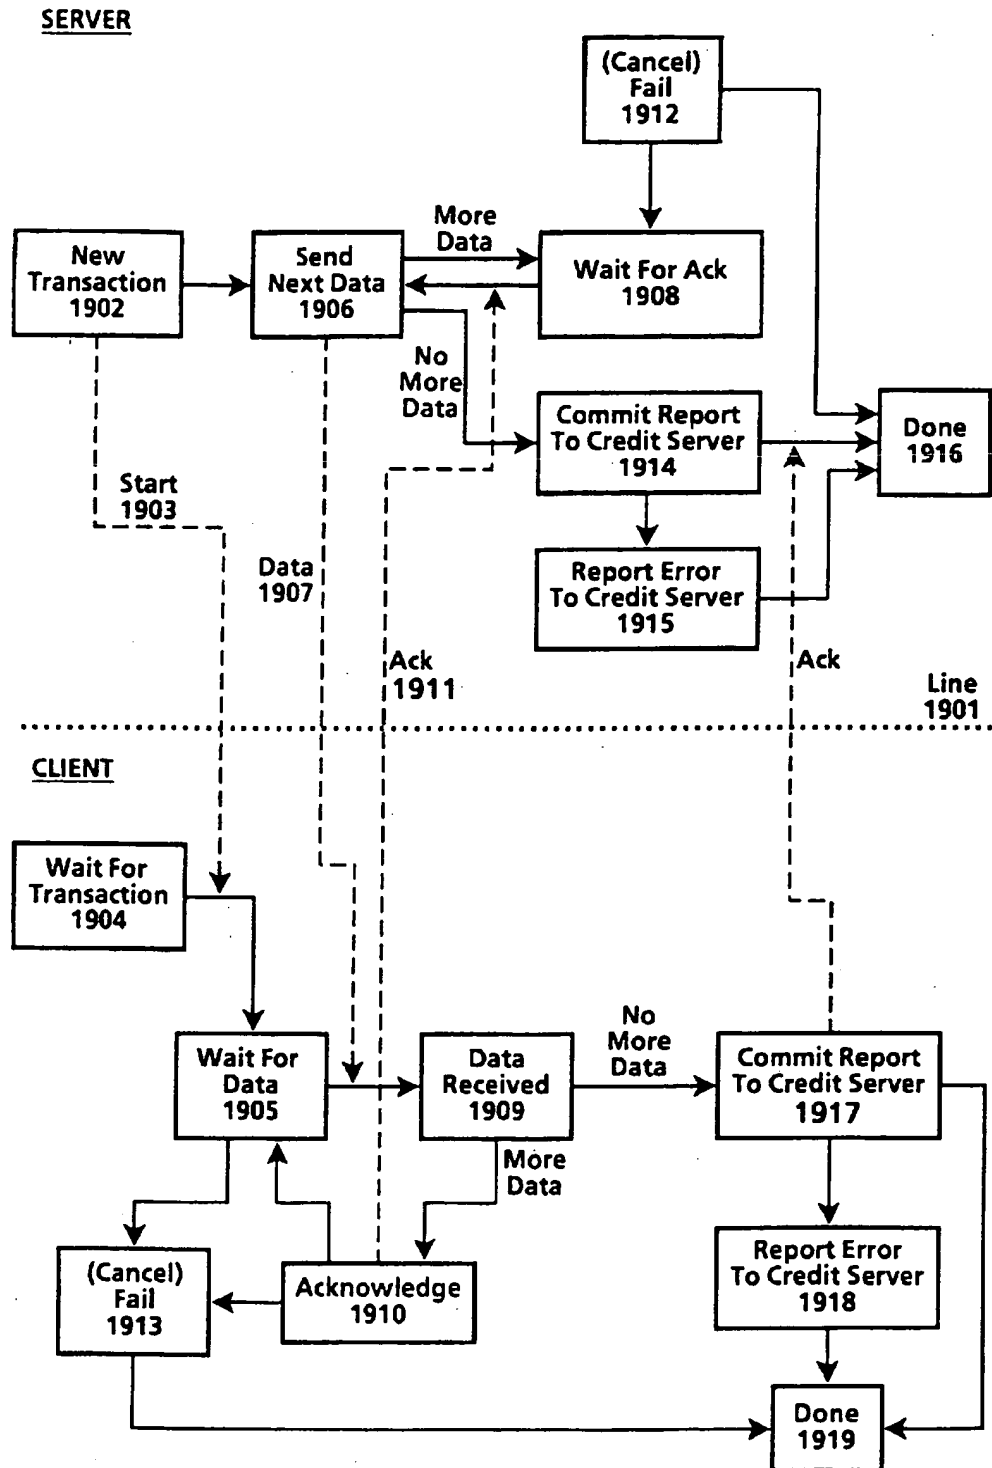 SERVER
(Cancel)
Fail
1912
More
Data
New
Transaction
1902
Send
Next Data
1906
Wait For Ack
1908
No
More
Data
Commit Report
To Credit Server
1914
Done
1916
Start
1903
Data
1907
Report Error
To Credit Server
1915
Ack
1911
Ack
Line
1901
CLIENT
Wait For
Transaction
1904
Wait For
Data
1905
Data
Received
1909
No
More
Data
Commit Report
To Credit Server
1917
More
Data
(Cancel)
Fail
1913
Acknowledge
1910
Report Error
To Credit Server
1918
Done
1919